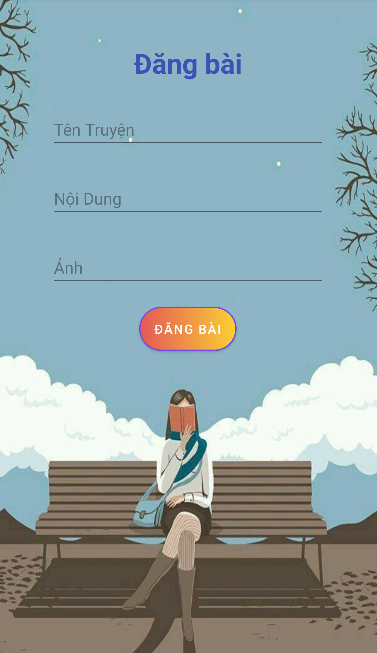 Đăng bài
Tên Truyện
Nội Dung
Ảnh
ĐĂNG BÀI